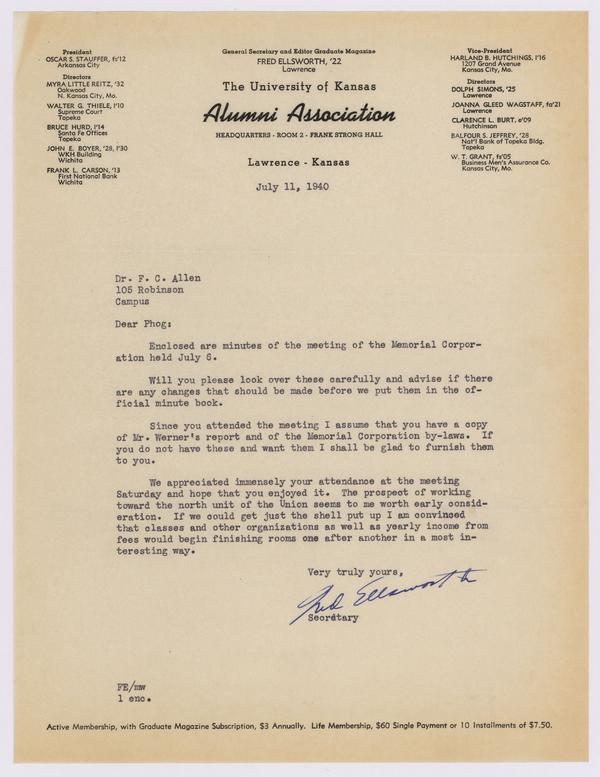 President
OSCAR S. STAUFFER, fs'12
Arkansas City
Directors
MYRA LITTLE REITZ, '32
Oakwood
N. Kansas City, Mo.
WALTER G. THIELE, l'10
Supreme Court
Topeka
BRUCE HURD, l'14
Santa Fe Offices
Topeka
JOHN E. BOYER, '28, l'30
WKH Building
Wichita
FRANK L. CARSON, '13
First National Bank
Wichita
General Secretary and Editor Graduate Magazine
FRED ELLSWORTH, '22
Lawrence
The University of Kansas
Alumni Association
HEADQUARTERS - ROOM 2 - FRANK STRONG HALL
Lawrence - Kansas
Vice-President
HARLAND B. HUTCHINGS, l'16
1207 Grand Avenue
Kansas City, Mo.
Directors
DOLPH SIMONS, '25
Lawrence
JOANNA GLEED WAGSTAFF, fa'21
Lawrence
CLARENCE L. BURT, e'09
Hutchinson
BALFOUR S. JEFFREY, '28
Nat'l Bank of Topeka Bldg.
Topeka
W. T. GRANT, fs'05
Business Men's Assurance Co.
Kansas City, Mo.
July 11, 1940
Dr. F. C. Allen
105 Robinson
Campus
Dear Phog:
Enclosed are minutes of the meeting of the Memorial Corpor-
ation held July 6.
Will you please look over these carefully and advise if there
are any changes that should be made before we put them in the of-
ficial minute book.
Since you attended the meeting I assume that you have a copy
of Mr. Werner's report and of the Memorial Corporation by-laws. If
you do not have these and want them I shall be glad to furnish them
to you.
We appreciated immensely your attendance at the meeting
Saturday and hope that you enjoyed it. The prospect of working
toward the north unit of the Union seems to me worth early consid-
eration. If we could get just the shell put up I am convinced
that classes and other organizations as well as yearly income from
fees would begin finishing rooms one after another in a most in-
teresting way.
Very truly yours,
Fred Ellsworth
Secretary
FE/mw
1 enc.
Active Membership, with Graduate Magazine Subscription, $3 Annually. Life Membership, $60 Single Payment or 10 Installments of $7.50.